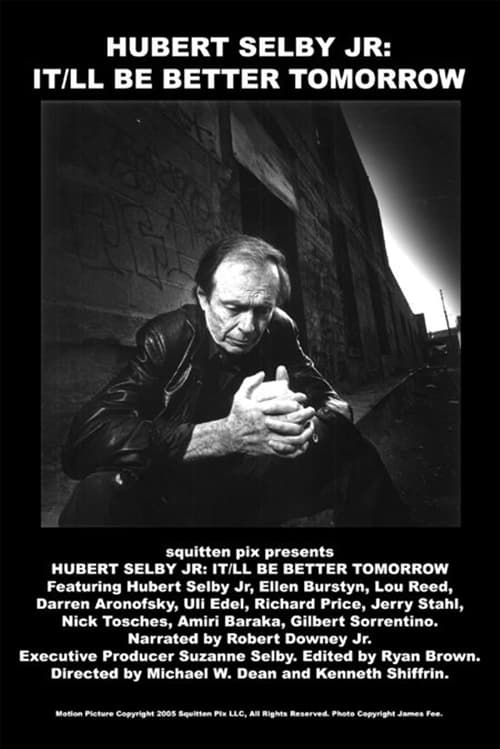 HUBERT SELBY JR:
IT/LL BE BETTER TOMORROW
squitten pix presents
HUBERT SELBY JR: IT/LL BE BETTER TOMORROW
Featuring Hubert Selby Jr, Ellen Burstyn, Lou Reed,
Darren Aronofsky, Uli Edel, Richard Price, Jerry Stahl,
Nick Tosches, Amiri Baraka, Gilbert Sorrentino.
Narrated by Robert Downey Jr.
Executive Producer Suzanne Selby. Edited by Ryan Brown.
Directed by Michael W. Dean and Kenneth Shiffrin.
Motion Picture Copyright 2005 Squitten Pix LLC, All Rights Reserved. Photo Copyright James Fee.